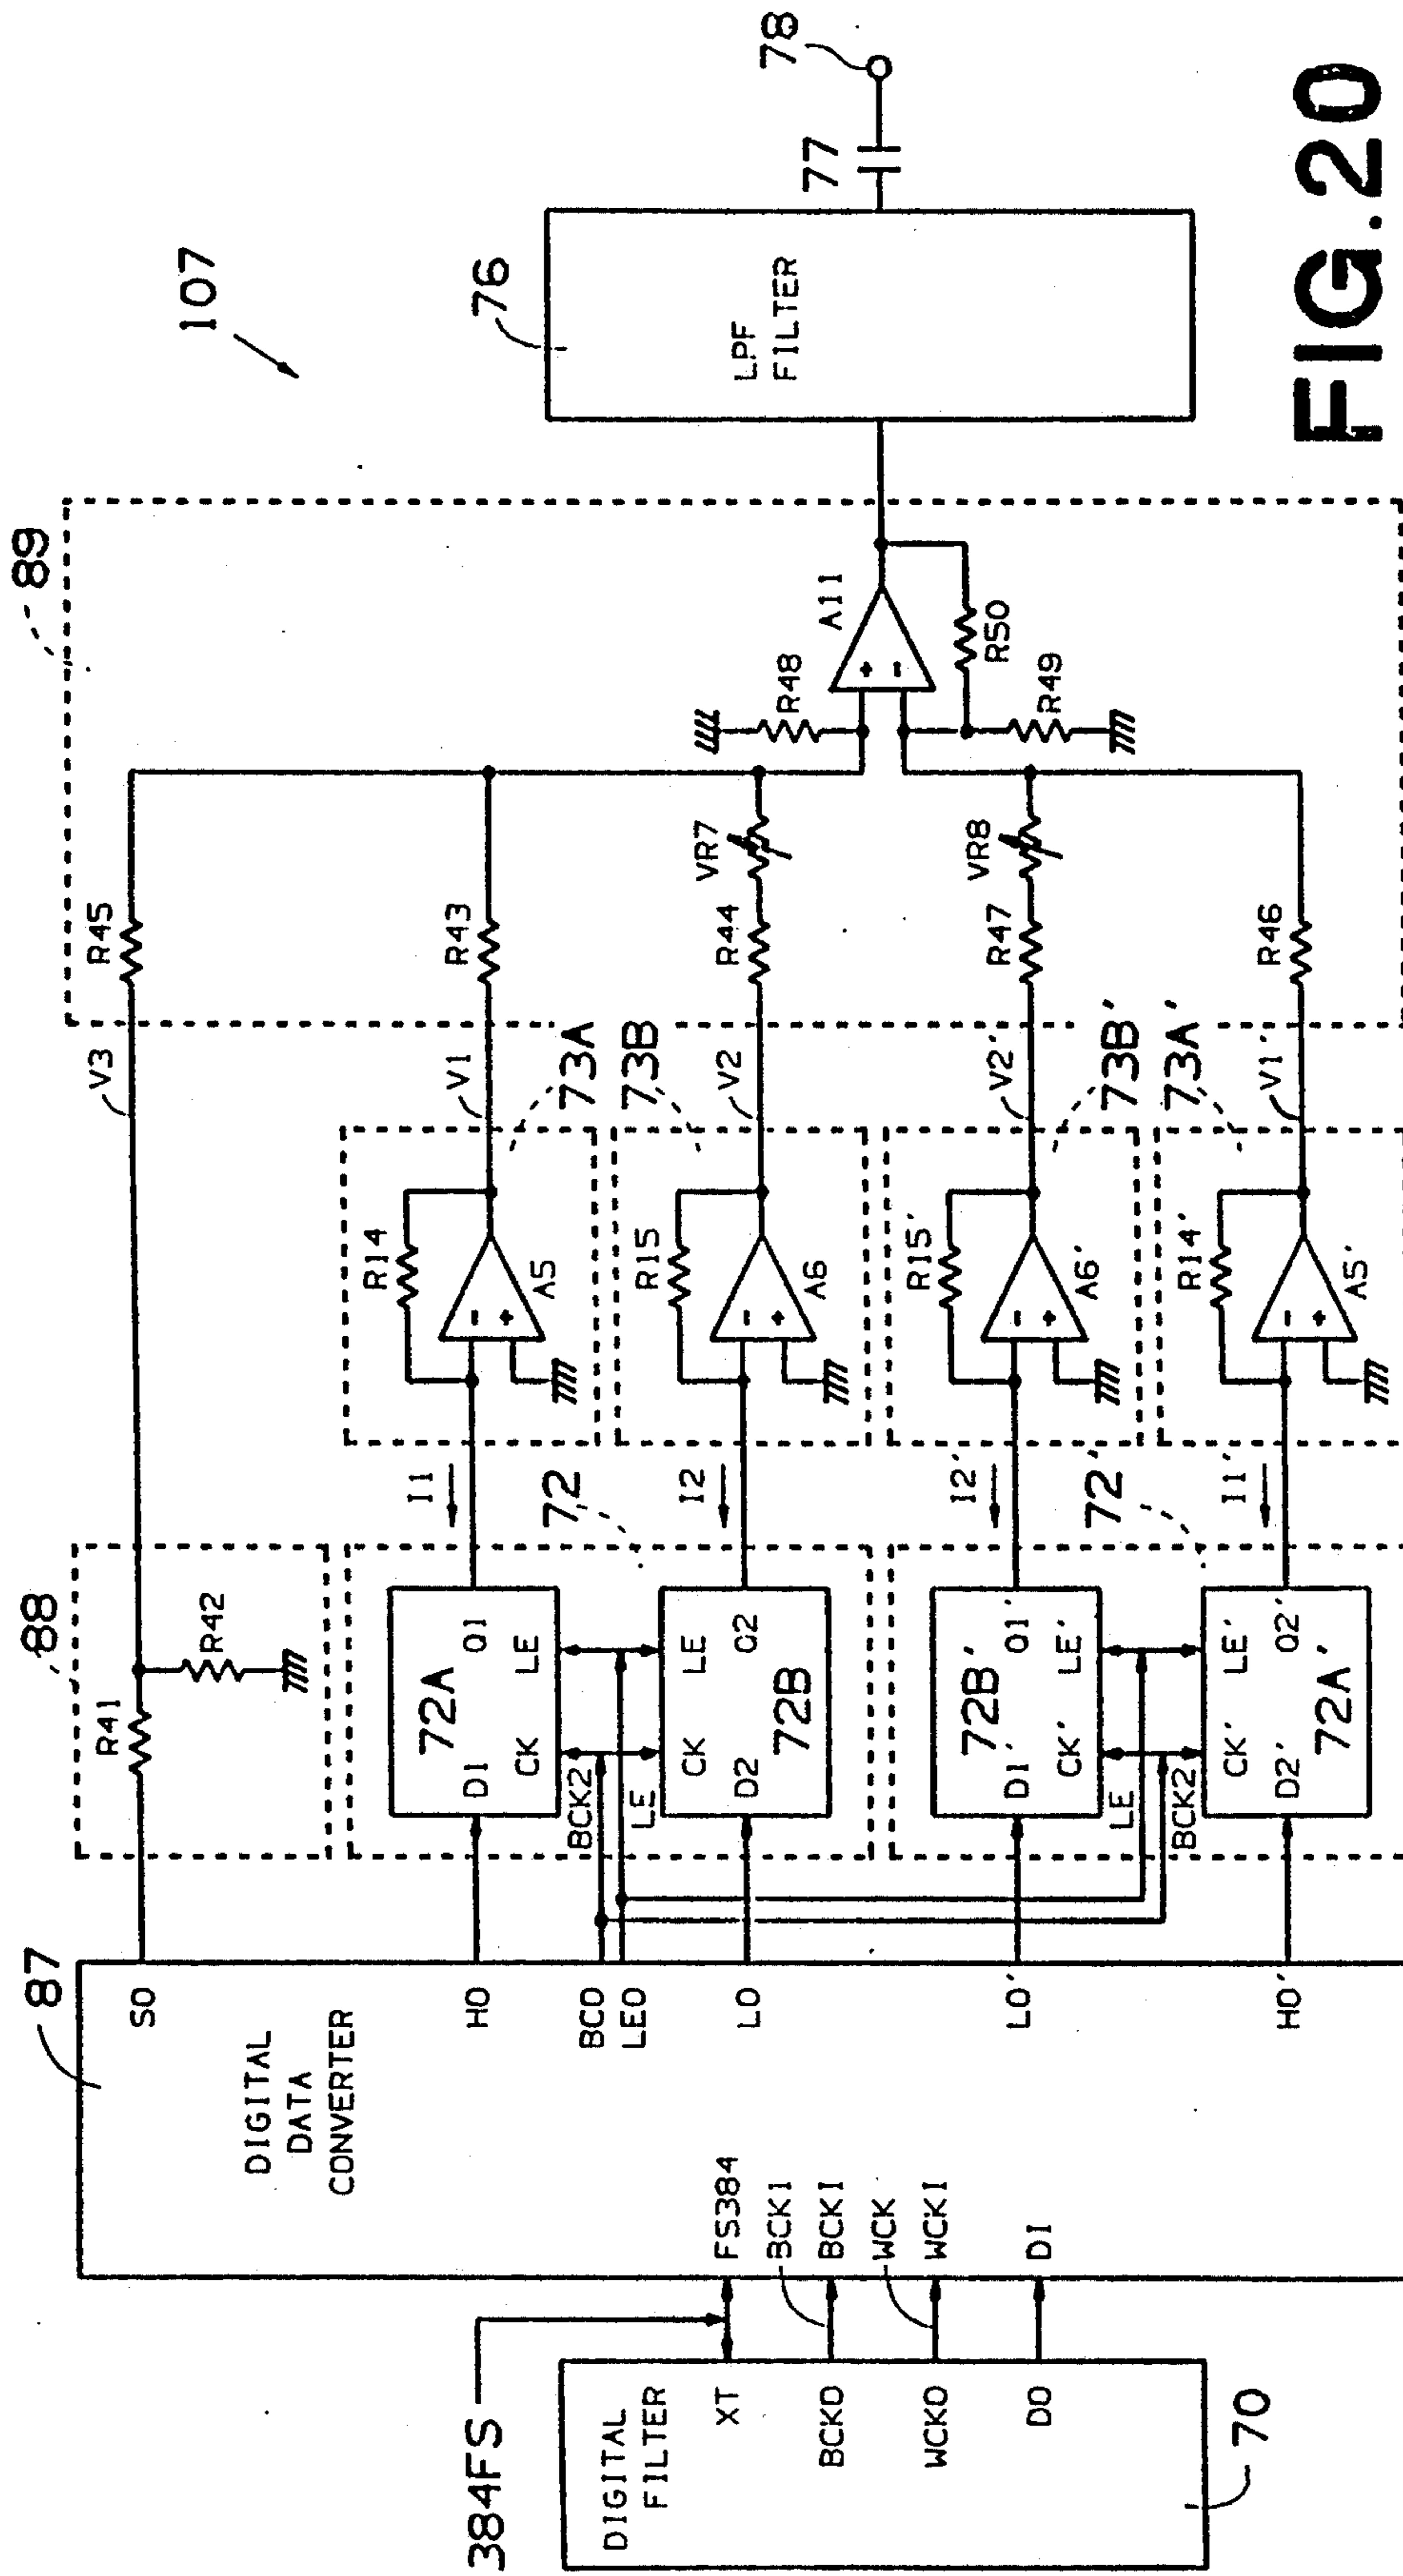 FIG.20
107
87
DIGITAL
DATA
CONVERTER
SO
HO
BCO
LEO
LO
LO'
HO'
FS384
BCK1
BCKI
WCK
WCKI
DI
384FS
DIGITAL
FILTER
XT
BCKO
WCKO
DO
70
88
R41
R42
72A
D1
O1
CK
LE
BCK2
LE
CK
LE
D2
O2
72B
72
72B'
D1'
O1'
CK'
LE'
LE
BCK2
CK'
LE'
D2'
O2'
72A'
72'
I1
I2
I2'
I1'
R14
A5
73A
R15
A6
73B
R15'
A6'
73B'
R14'
A5'
73A'
V3
V1
V2
V2'
V1'
89
R45
R43
R44
VR7
R47
VR8
R46
R48
A11
R50
R49
76
LPF
FILTER
77
78